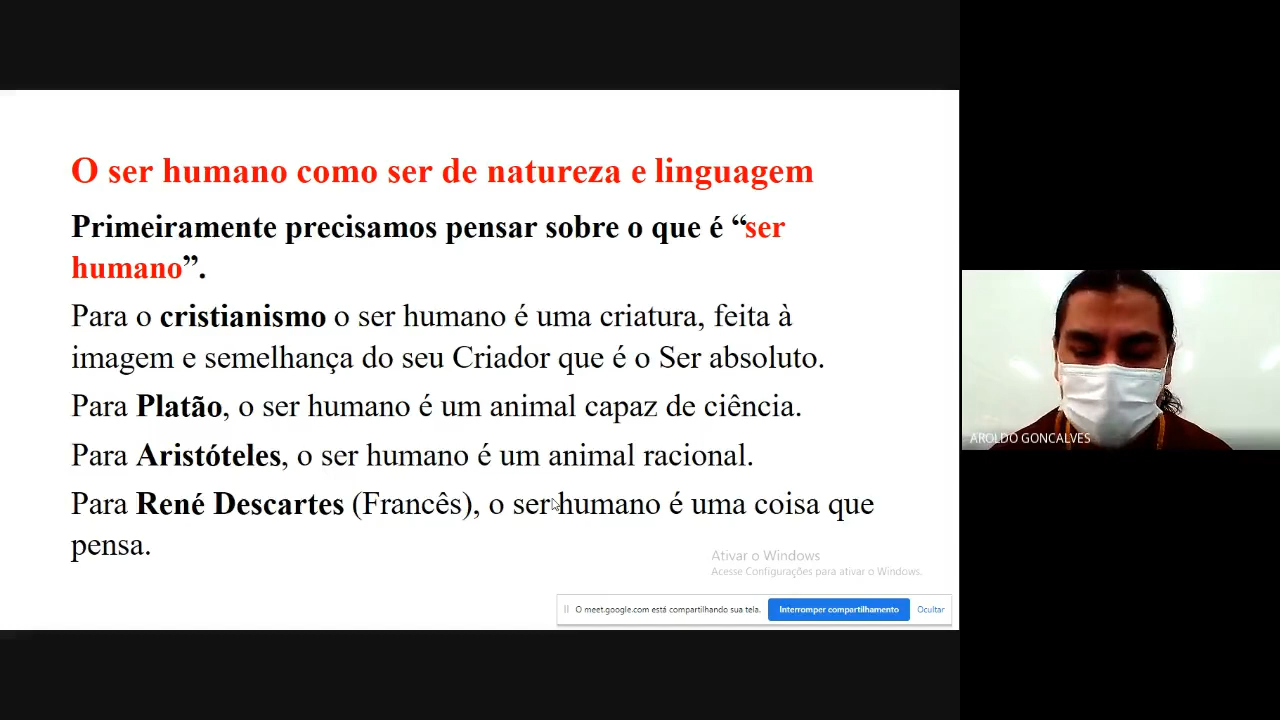 O ser humano como ser de natureza e linguagem
Primeiramente precisamos pensar sobre o que é “ser
humano”.
Para o cristianismo o ser humano é uma criatura, feita à
imagem e semelhança do seu Criador que é o Ser absoluto.
Para Platão, o ser humano é um animal capaz de ciência.
Para Aristóteles, o ser humano é um animal racional.
Para René Descartes (Francês), o ser humano é uma coisa que
pensa.
Ativar o Windows
Acesse Configurações para ativar o Windows.
O meet.google.com está compartilhando sua tela.
Interromper compartilhamento
Ocultar
AROLDO GONCALVES